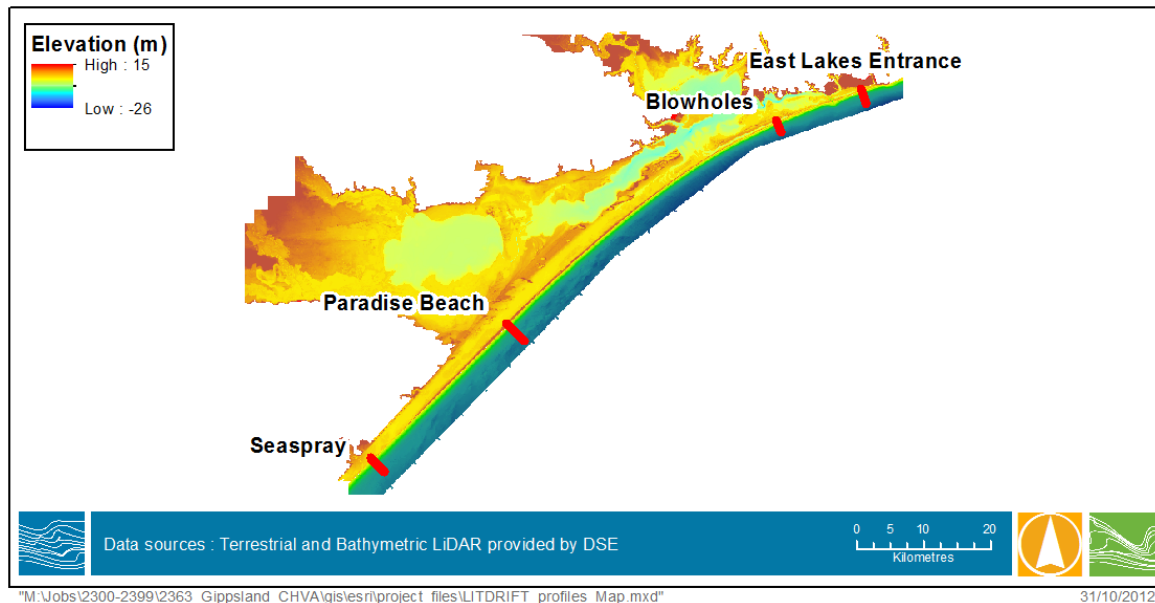 Elevation (m)
High : 15
Low : -26
East Lakes Entrance
Blowholes
Paradise Beach
Seaspray
Data sources : Terrestrial and Bathymetric LiDAR provided by DSE
0 5 10 20
Kilometres
"M:\Jobs\2300-2399\2363_Gippsland_CHVA\gis\esri\project_files\LITDRIFT_profiles_Map.mxd" 31/10/2012